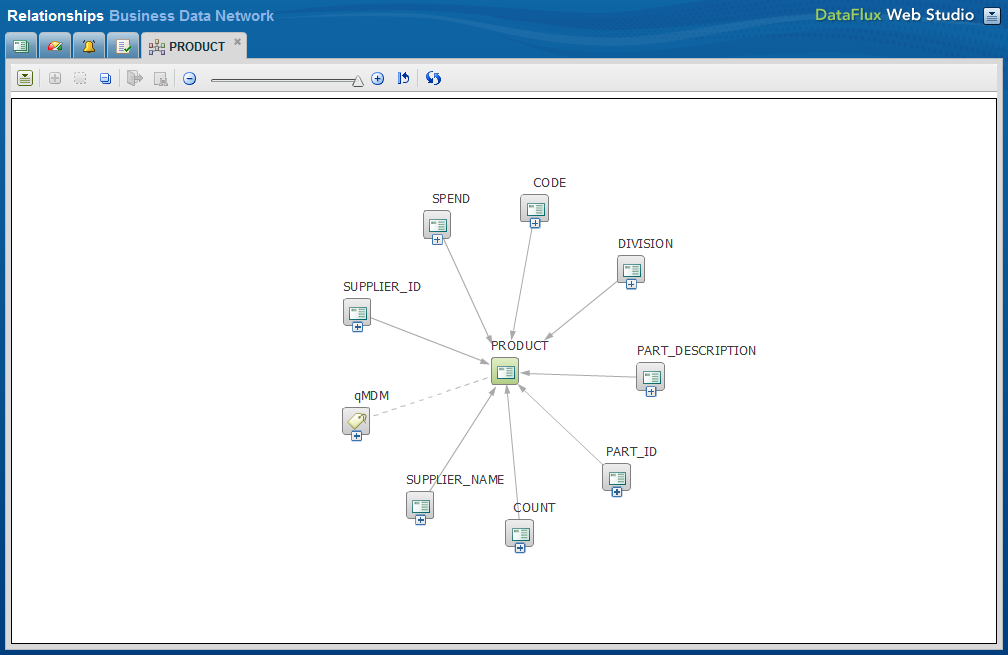 Relationships Business Data Network
DataFlux Web Studio
PRODUCT
CODE
SPEND
DIVISION
SUPPLIER_ID
PRODUCT
PART_DESCRIPTION
qMDM
PART_ID
SUPPLIER_NAME
COUNT